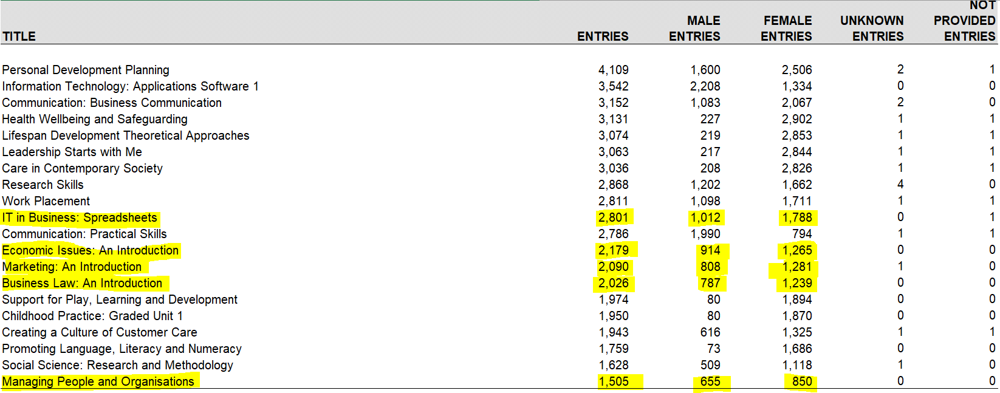 NOT
MALE FEMALE UNKNOWN PROVIDED
TITLE ENTRIES ENTRIES ENTRIES ENTRIES ENTRIES
Personal Development Planning 4,109 1,600 2,506 2 1
Information Technology: Applications Software 1 3,542 2,208 1,334 0 0
Communication: Business Communication 3,152 1,083 2,067 2 0
Health Wellbeing and Safeguarding 3,131 227 2,902 1 1
Lifespan Development Theoretical Approaches 3,074 219 2,853 1 1
Leadership Starts with Me 3,063 217 2,844 1 1
Care in Contemporary Society 3,036 208 2,826 1 1
Research Skills 2,868 1,202 1,662 4 0
Work Placement 2,811 1,098 1,711 1 1
IT in Business: Spreadsheets 2,801 1,012 1,788 0 1
Communication: Practical Skills 2,786 1,990 794 1 1
Economic Issues: An Introduction 2,179 914 1,265 0 0
Marketing: An Introduction 2,090 808 1,281 1 0
Business Law: An Introduction 2,026 787 1,239 0 0
Support for Play, Learning and Development 1,974 80 1,894 0 0
Childhood Practice: Graded Unit 1 1,950 80 1,870 0 0
Creating a Culture of Customer Care 1,943 616 1,325 1 1
Promoting Language, Literacy and Numeracy 1,759 73 1,686 0 0
Social Science: Research and Methodology 1,628 509 1,118 1 0
Managing People and Organisations 1,505 655 850 0 0